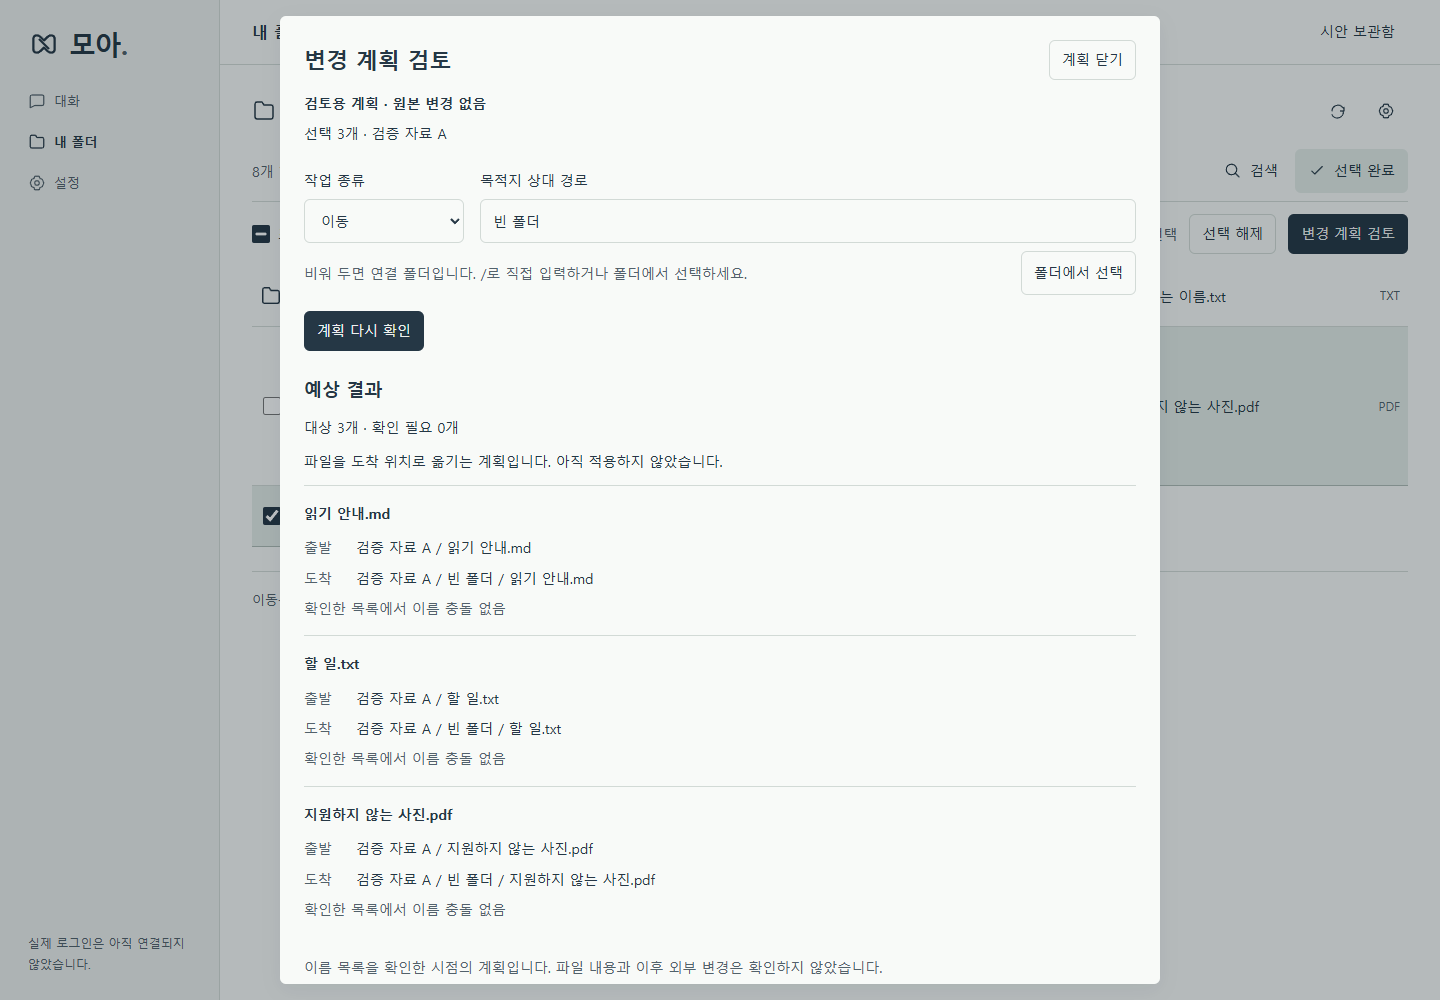 모아.
대화
내 폴더
설정
실제 로그인은 아직 연결되지
않았습니다.
내
시안 보관함
8개
검색
선택 완료
선택 해제
변경 계획 검토
는 이름.txt
TXT
않는 사진.pdf
PDF
변경 계획 검토
계획 닫기
검토용 계획 · 원본 변경 없음
선택 3개 · 검증 자료 A
작업 종류
목적지 상대 경로
이동
빈 폴더
비워 두면 연결 폴더입니다. /로 직접 입력하거나 폴더에서 선택하세요.
폴더에서 선택
계획 다시 확인
예상 결과
대상 3개 · 확인 필요 0개
파일을 도착 위치로 옮기는 계획입니다. 아직 적용하지 않았습니다.
읽기 안내.md
출발 검증 자료 A / 읽기 안내.md
도착 검증 자료 A / 빈 폴더 / 읽기 안내.md
확인한 목록에서 이름 충돌 없음
할 일.txt
출발 검증 자료 A / 할 일.txt
도착 검증 자료 A / 빈 폴더 / 할 일.txt
확인한 목록에서 이름 충돌 없음
지원하지 않는 사진.pdf
출발 검증 자료 A / 지원하지 않는 사진.pdf
도착 검증 자료 A / 빈 폴더 / 지원하지 않는 사진.pdf
확인한 목록에서 이름 충돌 없음
이름 목록을 확인한 시점의 계획입니다. 파일 내용과 이후 외부 변경은 확인하지 않았습니다.
이동